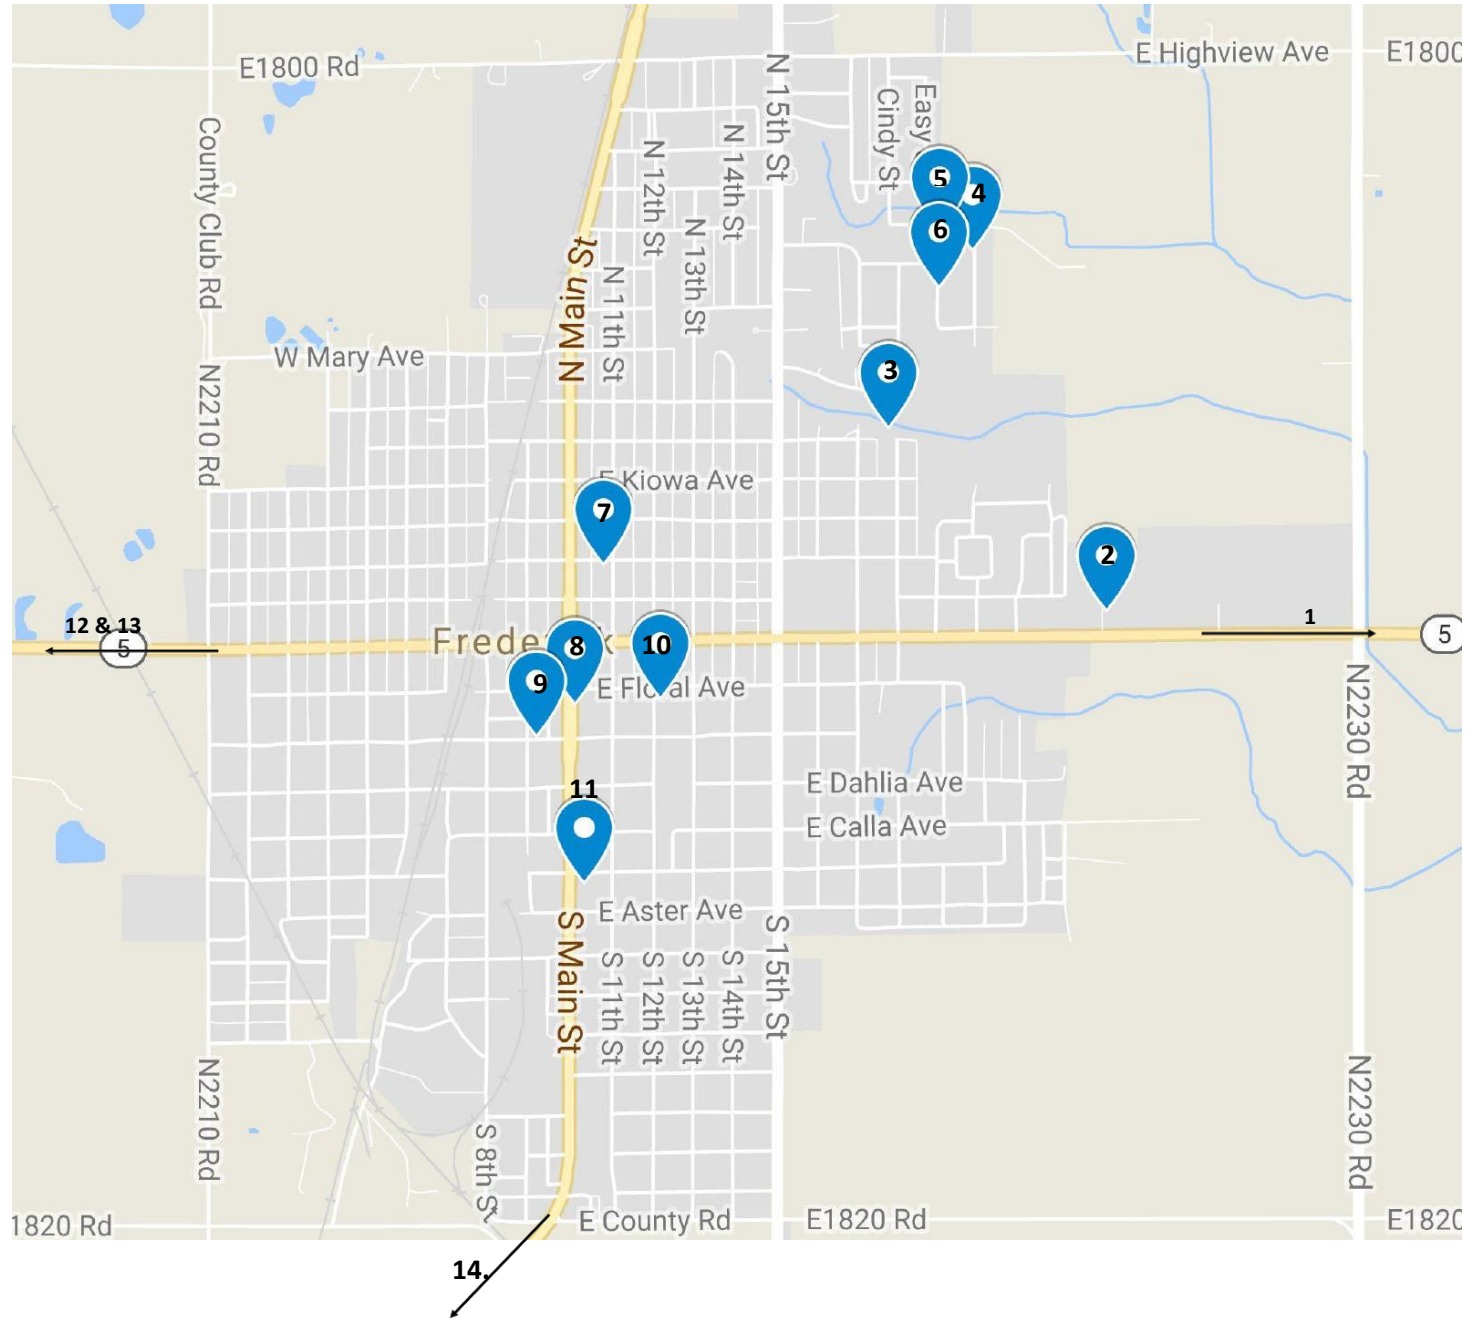 E1800 Rd
E Highview Ave
E1800
N 15th St
Easy
Cindy St
County Club Rd
N 12th St
N 14th St
5
4
6
N 13th St
N Main St
N 11th St
W Mary Ave
3
N2210 Rd
E Kiowa Ave
7
2
12 & 13
5
1
5
Frede
k
8
10
9
E Floral Ave
N2230 Rd
11
E Dahlia Ave
E Calla Ave
E Aster Ave
S Main St
S 11th St
S 12th St
S 13th St
S 14th St
S 15th St
N2210 Rd
N2230 Rd
S 8th St
1820 Rd
E County Rd
E1820 Rd
E1820
14.